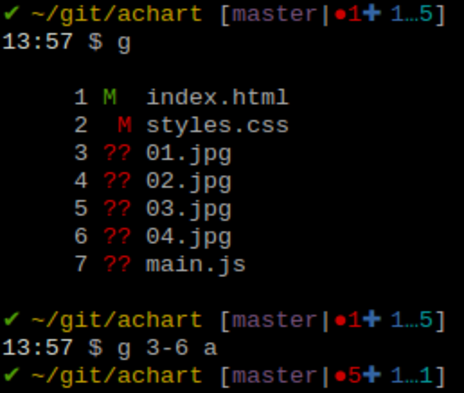 ✔ ~/git/achart [master|●1✚ 1…5]
13:57 $ g
1 M  index.html
2  M styles.css
3 ?? 01.jpg
4 ?? 02.jpg
5 ?? 03.jpg
6 ?? 04.jpg
7 ?? main.js
✔ ~/git/achart [master|●1✚ 1…5]
13:57 $ g 3-6 a
✔ ~/git/achart [master|●5✚ 1…1]